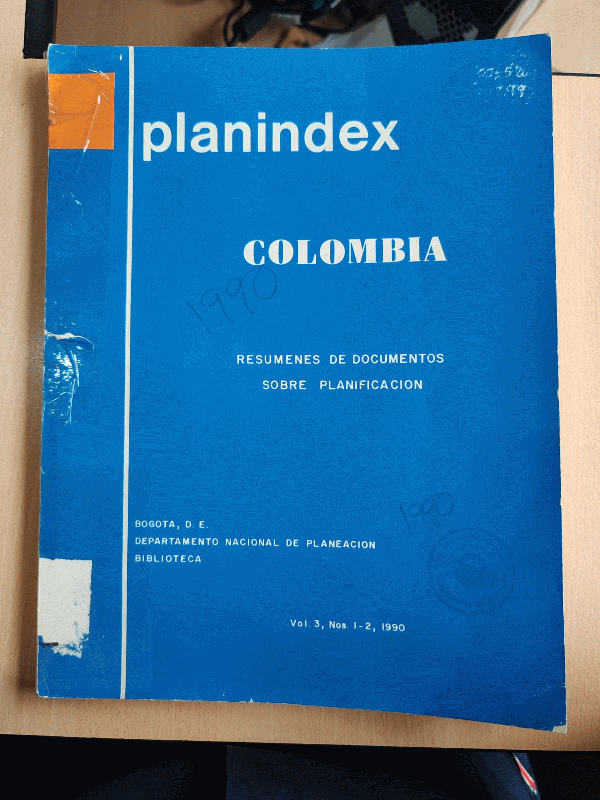 planindex
COLOMBIA
1990
RESUMENES DE DOCUMENTOS
SOBRE PLANIFICACION
1990
BOGOTA, D. E.
DEPARTAMENTO NACIONAL DE PLANEACION
BIBLIOTECA
Vol. 3, Nos. 1-2, 1990